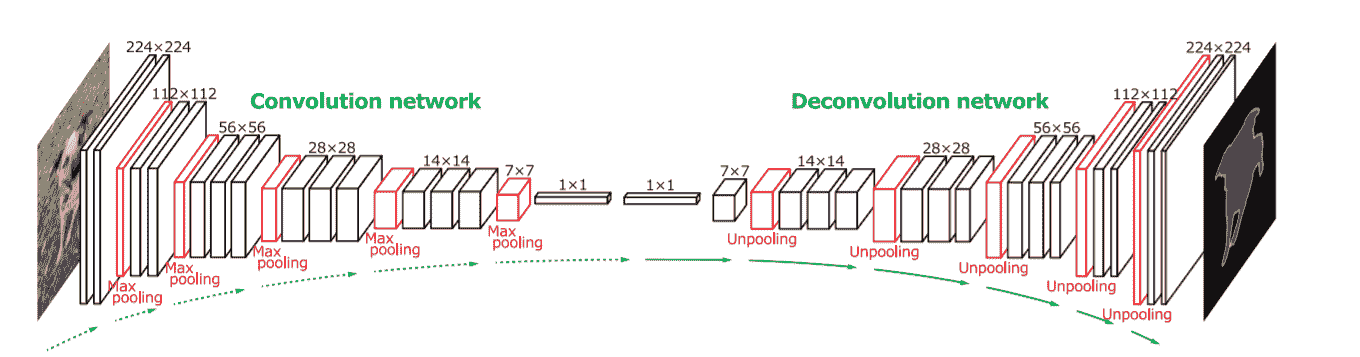 224×224
224×224
Convolution network
Deconvolution network
112×112
112×112
56×56
56×56
28×28
28×28
14×14
14×14
7×7
7×7
1×1
1×1
Max
pooling
Max
pooling
Max
pooling
Max
pooling
Max
pooling
Unpooling
Unpooling
Unpooling
Unpooling
Unpooling